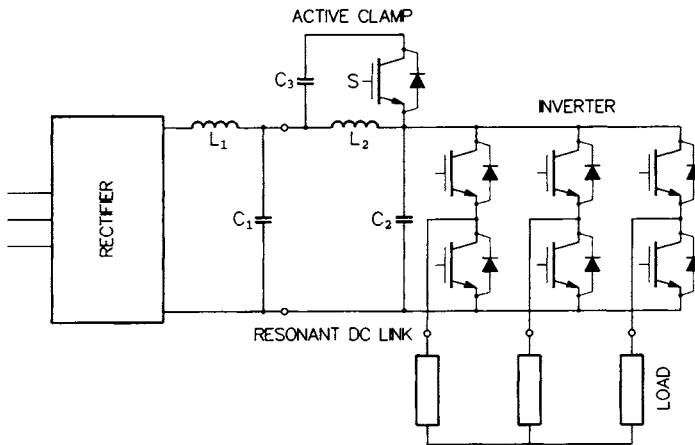 ACTIVE CLAMP
C3
S
INVERTER
L1
L2
RECTIFIER
C1
C2
RESONANT DC LINK
LOAD